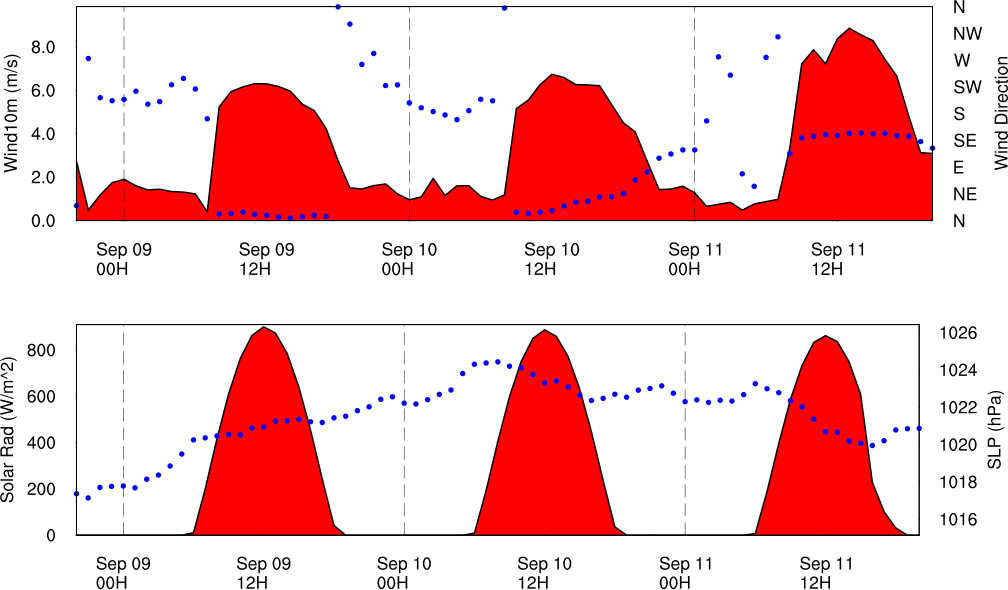 N
NW
8.0
W
6.0
SW
S
4.0
SE
E
2.0
NE
0.0
N
Wind10m (m/s)
Wind Direction
Sep 09 Sep 09 Sep 10 Sep 10 Sep 11 Sep 11
00H 12H 00H 12H 00H 12H
1026
800
1024
600
1022
400
1020
200
1018
1016
0
Solar Rad (W/m^2)
SLP (hPa)
Sep 09 Sep 09 Sep 10 Sep 10 Sep 11 Sep 11
00H 12H 00H 12H 00H 12H